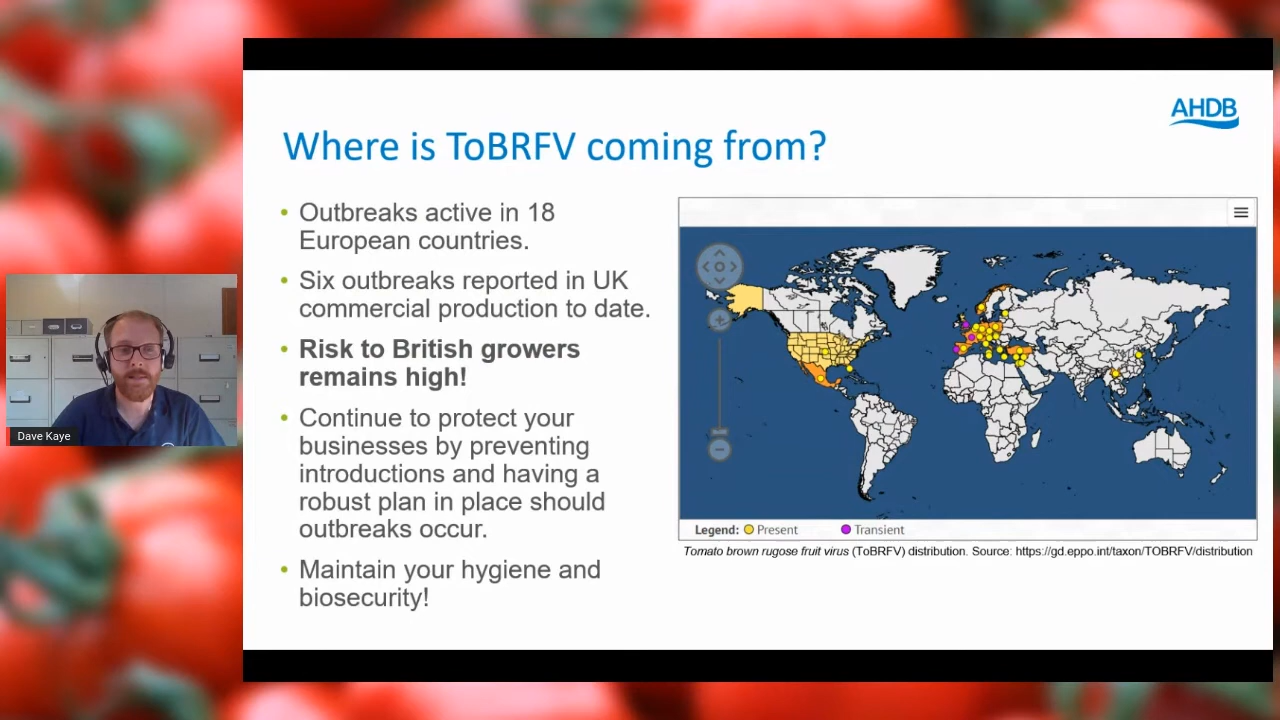 AHDB
Where is ToBRFV coming from?
• Outbreaks active in 18
European countries.
• Six outbreaks reported in UK
commercial production to date.
• Risk to British growers
remains high!
• Continue to protect your
businesses by preventing
introductions and having a
robust plan in place should
outbreaks occur.
• Maintain your hygiene and
biosecurity!
Legend: Present Transient
Tomato brown rugose fruit virus (ToBRFV) distribution. Source: https://gd.eppo.int/taxon/TOBRFV/distribution
Dave Kaye